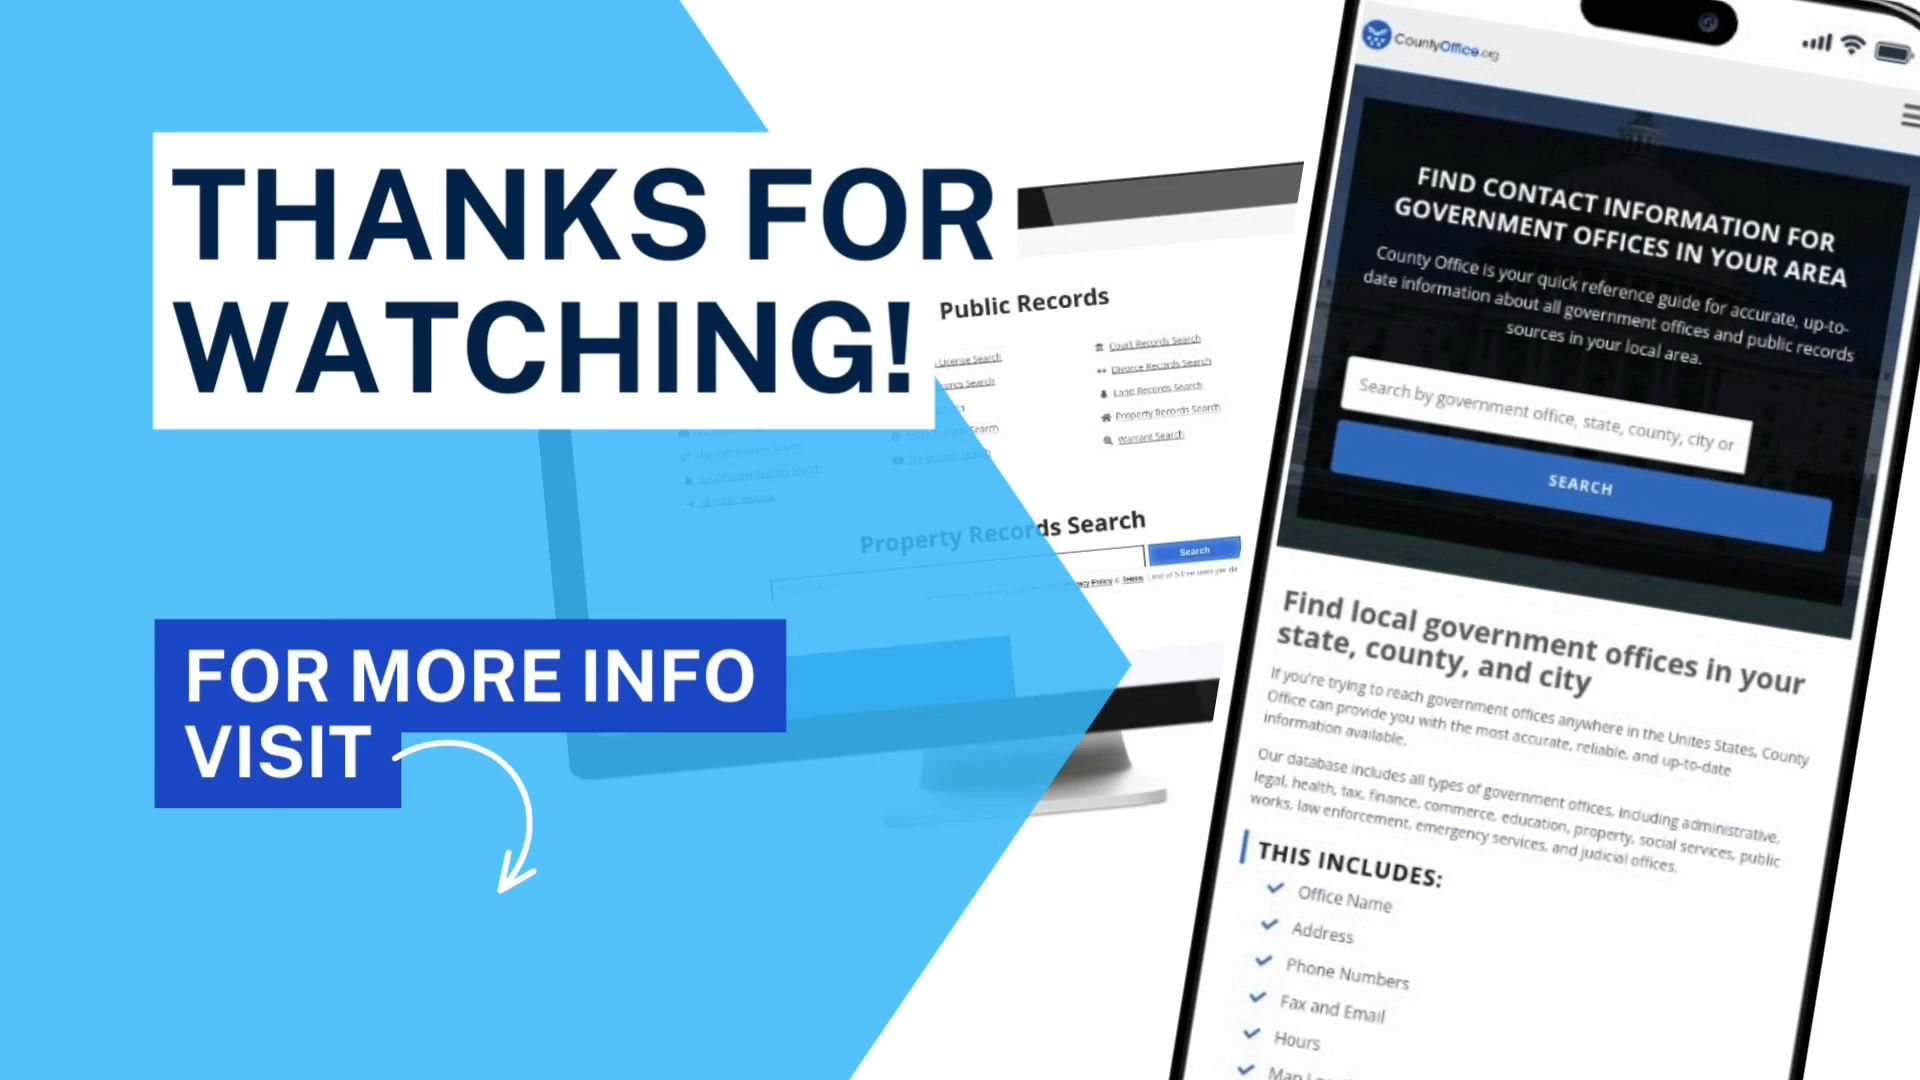 THANKS FOR
WATCHING!
FOR MORE INFO
VISIT
Public Records
License Search
Search
Search
Court Records Search
Divorce Records Search
Land Records Search
Property Records Search
Warrant Search
Property Records Search
Search
Policy & Terms
CountyOffice.org
FIND CONTACT INFORMATION FOR
GOVERNMENT OFFICES IN YOUR AREA
County Office is your quick reference guide for accurate, up-to-
date information about all government offices and public records
sources in your local area.
Search by government office, state, county, city or
SEARCH
Find local government offices in your
state, county, and city
If you're trying to reach government offices anywhere in the Unites States, County
Office can provide you with the most accurate, reliable, and up-to-date
information available.
Our database includes all types of government offices, including administrative,
legal, health, tax, finance, commerce, education, property, social services, public
works, law enforcement, emergency services, and judicial offices.
THIS INCLUDES:
Office Name
Address
Phone Numbers
Fax and Email
Hours